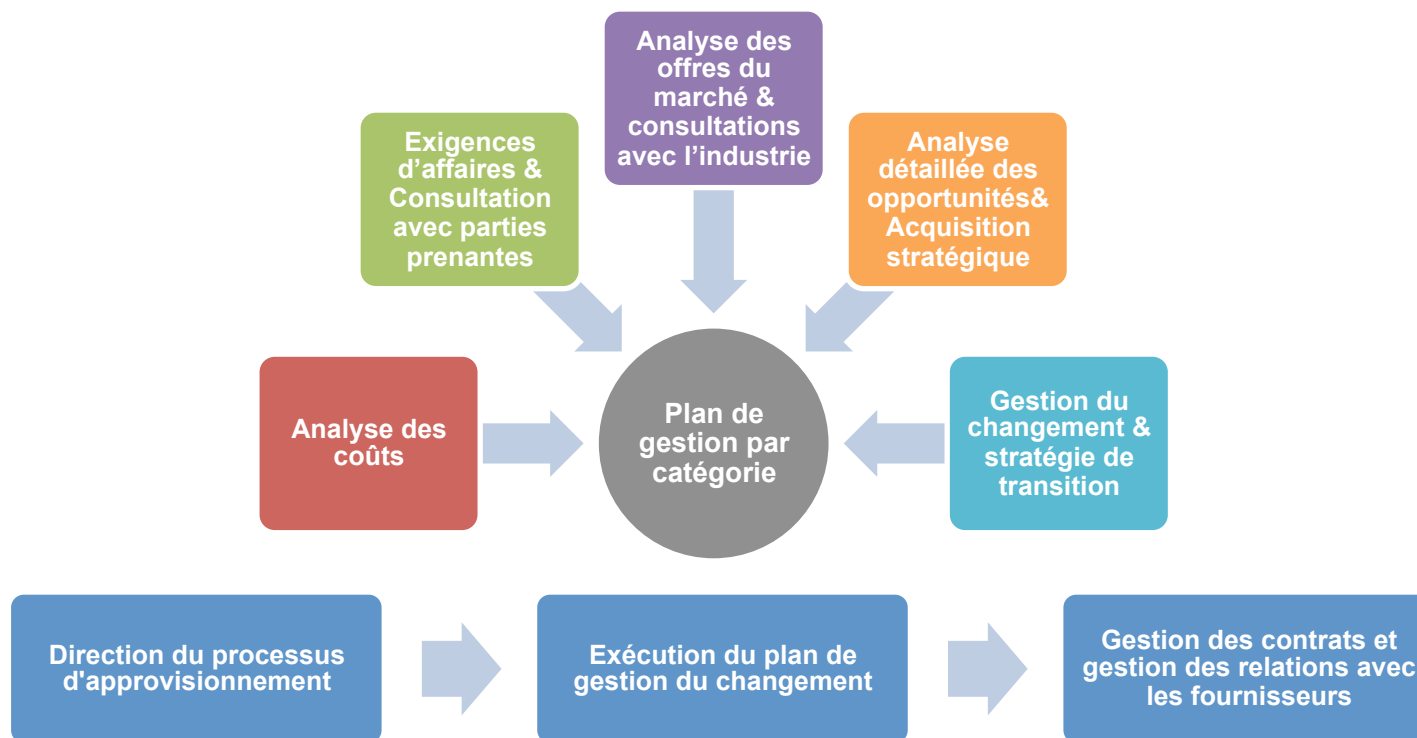 Analyse des
offres du
marché &
consultations
avec l’industrie
Exigences
d’affaires &
Consultation
avec parties
prenantes
Analyse
détaillée des
opportunités&
Acquisition
stratégique
Analyse des
coûts
Plan de
gestion par
catégorie
Gestion du
changement &
stratégie de
transition
Direction du processus
d'approvisionnement
Exécution du plan de
gestion du changement
Gestion des contrats et
gestion des relations avec
les fournisseurs